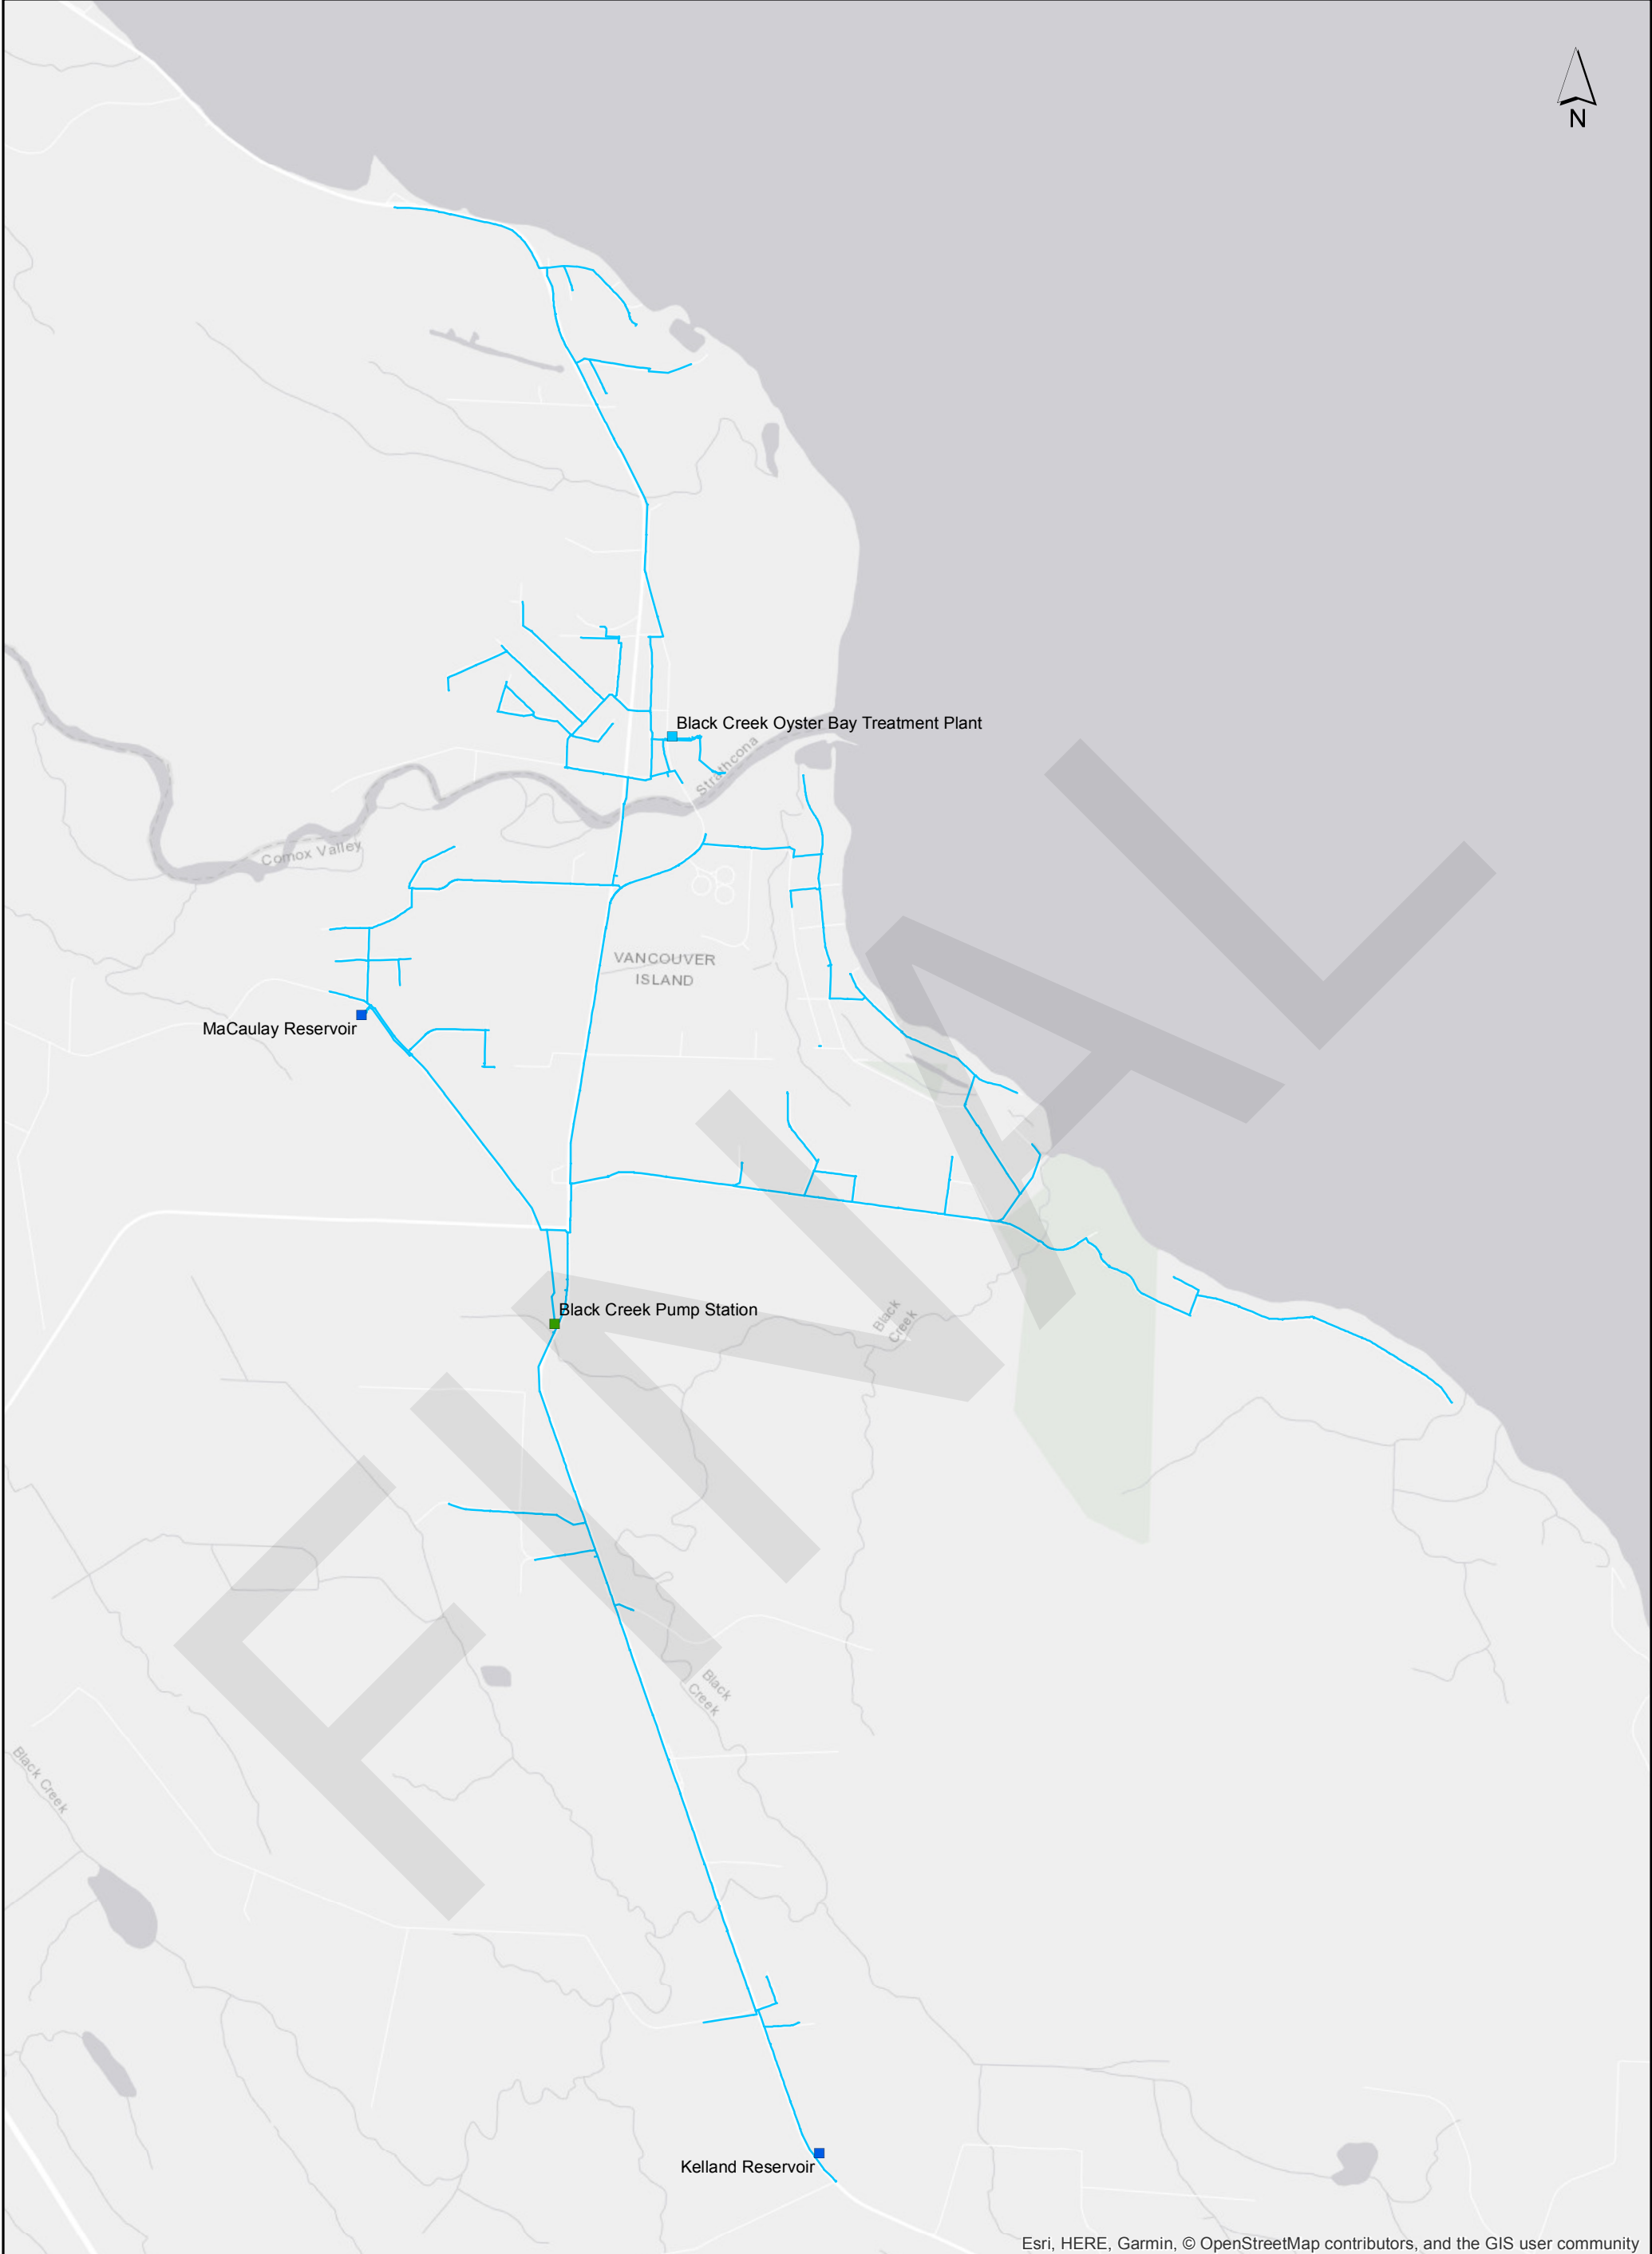 N
Black Creek Oyster Bay Treatment Plant
Strathcona
Comox Valley
VANCOUVER
ISLAND
MaCaulay Reservoir
Black Creek Pump Station
Black
Creek
FINAL
Black
Creek
Black Creek
Kelland Reservoir
Esri, HERE, Garmin, © OpenStreetMap contributors, and the GIS user community